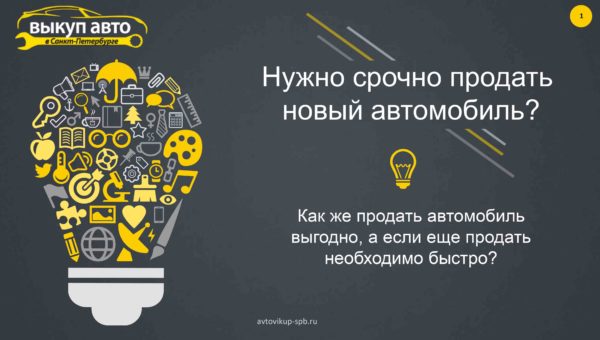 выкуп авто
в Санкт-Петербурге
1
Нужно срочно продать
новый автомобиль?
Как же продать автомобиль
выгодно, а если еще продать
необходимо быстро?
avtovikup-spb.ru